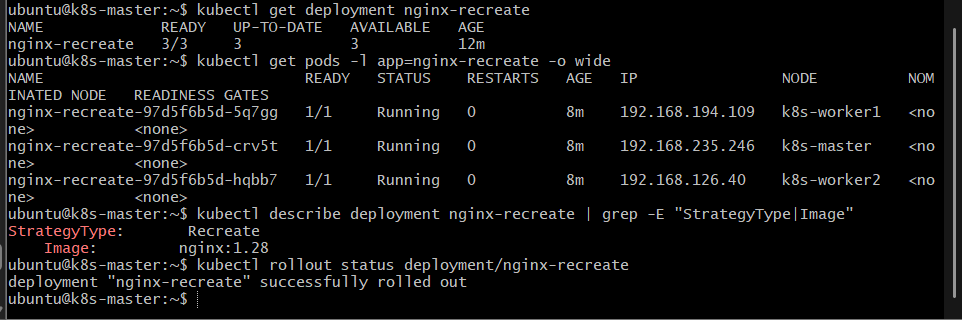 ubuntu@k8s-master:~$ kubectl get deployment nginx-recreate
NAME             READY   UP-TO-DATE   AVAILABLE   AGE
nginx-recreate   3/3     3            3           12m
ubuntu@k8s-master:~$ kubectl get pods -l app=nginx-recreate -o wide
NAME                             READY   STATUS    RESTARTS   AGE   IP                NODE          NOM
INATED NODE   READINESS GATES
nginx-recreate-97d5f6b5d-5q7gg   1/1     Running   0          8m    192.168.194.109   k8s-worker1   <no
ne>           <none>
nginx-recreate-97d5f6b5d-crv5t   1/1     Running   0          8m    192.168.235.246   k8s-master    <no
ne>           <none>
nginx-recreate-97d5f6b5d-hqbb7   1/1     Running   0          8m    192.168.126.40    k8s-worker2   <no
ne>           <none>
ubuntu@k8s-master:~$ kubectl describe deployment nginx-recreate | grep -E "StrategyType|Image"
StrategyType:       Recreate
    Image:         nginx:1.28
ubuntu@k8s-master:~$ kubectl rollout status deployment/nginx-recreate
deployment "nginx-recreate" successfully rolled out
ubuntu@k8s-master:~$